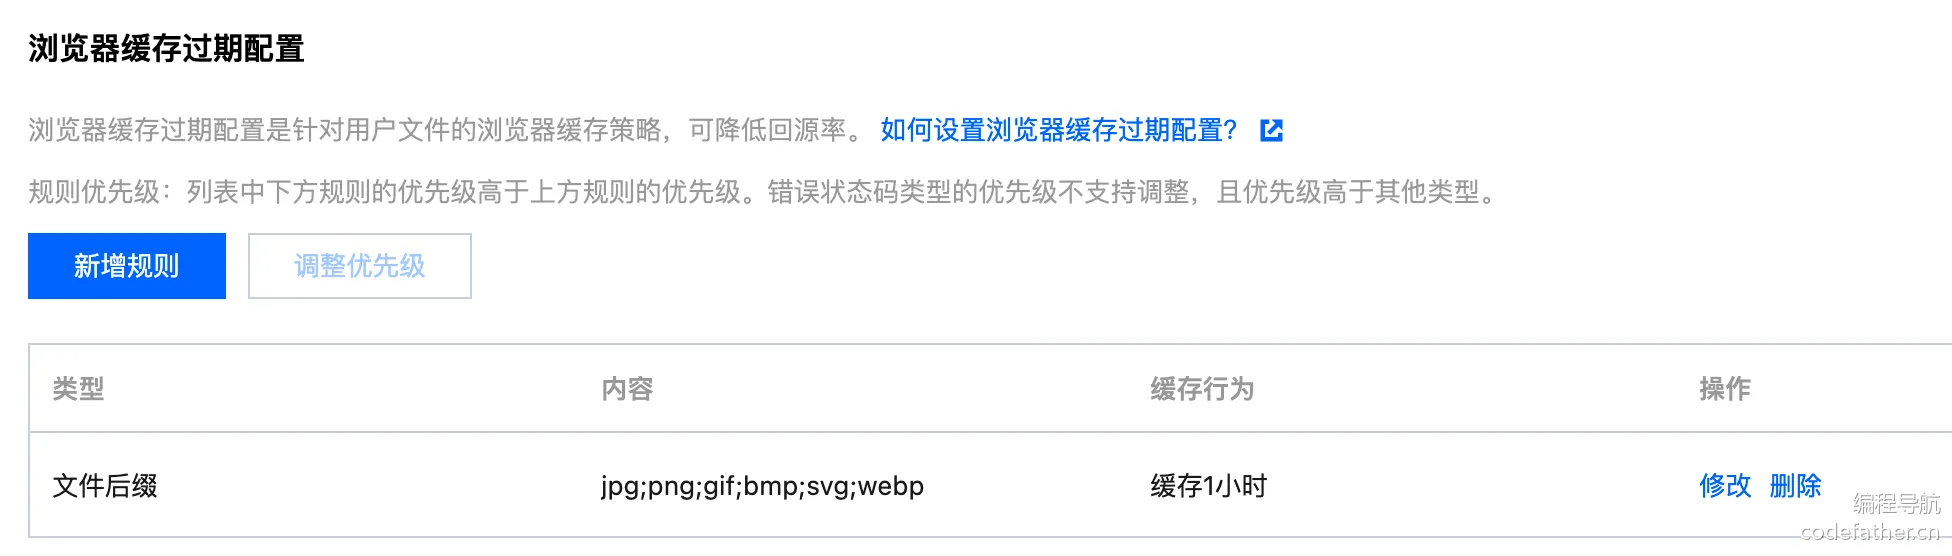 浏览器缓存过期配置
浏览器缓存过期配置是针对用户文件的浏览器缓存策略，可降低回源率。 如何设置浏览器缓存过期配置？
规则优先级：列表中下方规则的优先级高于上方规则的优先级。错误状态码类型的优先级不支持调整，且优先级高于其他类型。
新增规则 调整优先级
类型 内容 缓存行为 操作
文件后缀 jpg;png;gif;bmp;svg;webp 缓存1小时 修改 删除
编程导航
codefather.cn